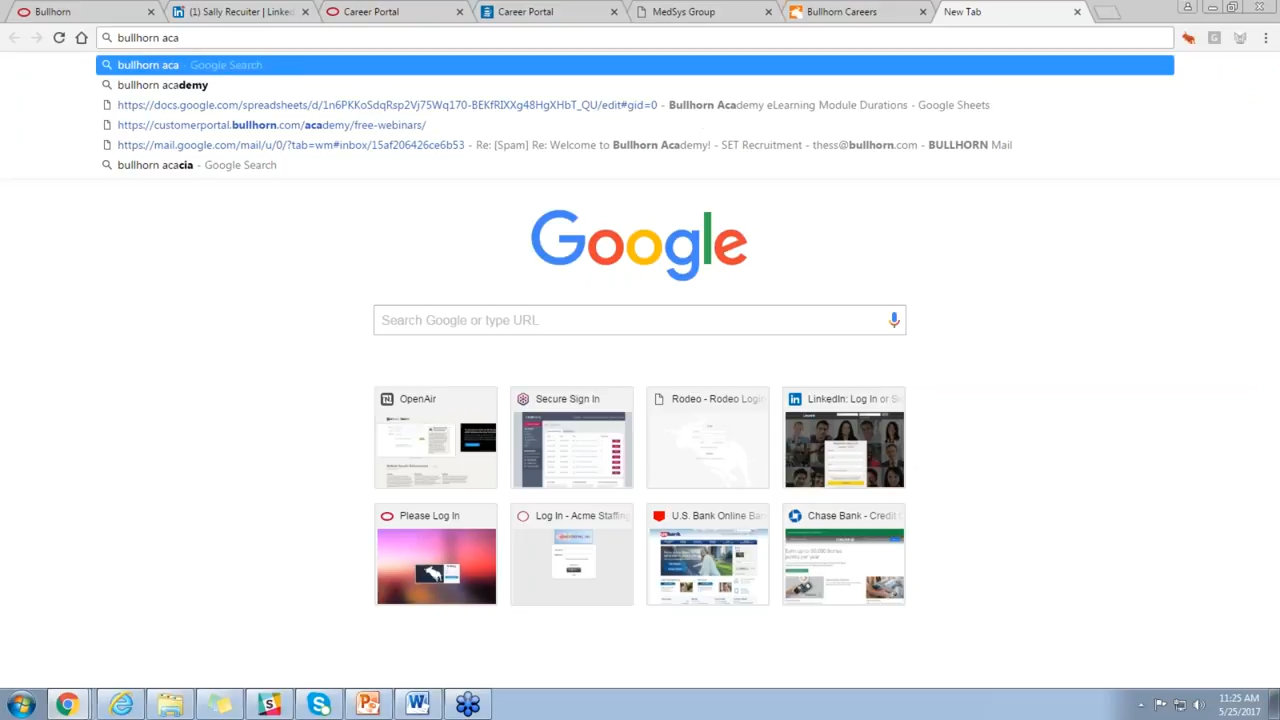 Bullhorn
(1) Sally Recuiter | Linked
Career Portal
Career Portal
MedSys Group
Bullhorn Careers
New Tab
bullhorn aca
bullhorn aca - Google Search
bullhorn academy
https://docs.google.com/spreadsheets/d/1n6PKKoSdqRsp2Vj75Wq170-BEKfRIXXg48HgXHbT_QU/edit#gid=0 - Bullhorn Academy eLearning Module Durations - Google Sheets
https://customerportal.bullhorn.com/academy/free-webinars/
https://mail.google.com/mail/u/0/?tab=wm#inbox/15af206426ce6b53 - Re: [Spam] Re: Welcome to Bullhorn Academy! - SET Recruitment - thess@bullhorn.com - BULLHORN Mail
bullhorn acacia - Google Search
Google
Search Google or type URL
OpenAir
Secure Sign In
Rodeo - Rodeo Login
LinkedIn: Log In or Si
Please Log In
Log In - Acme Staffing
U.S. Bank Online Ban
Chase Bank - Credit C
11:25 AM
5/25/2017